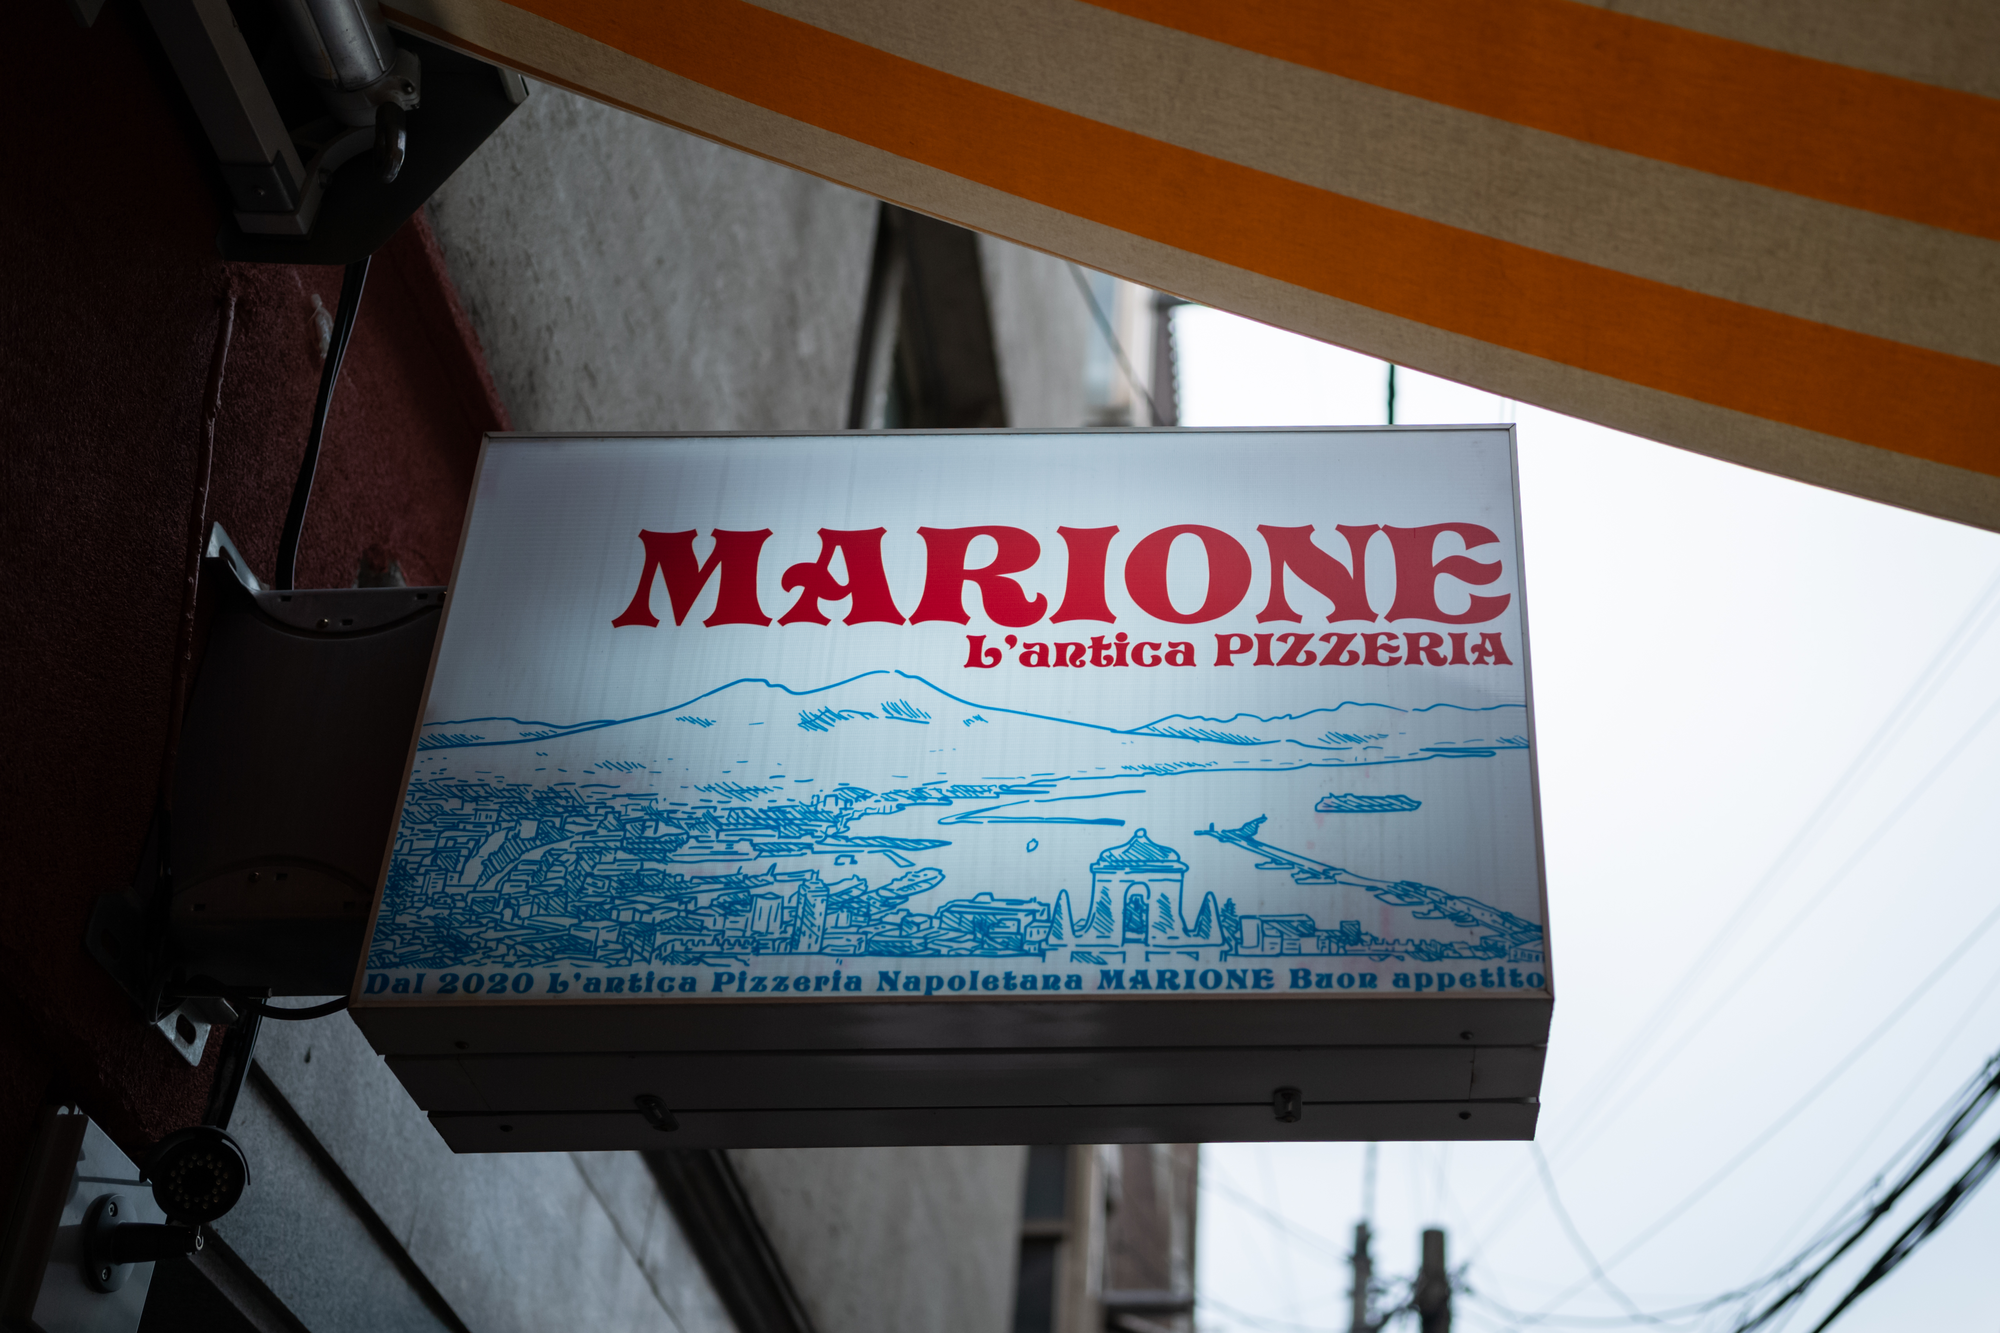 MARIONE
L'antica PIZZERIA
Dal 2020 L'antica Pizzeria Napoletana MARIONE Buon appetito